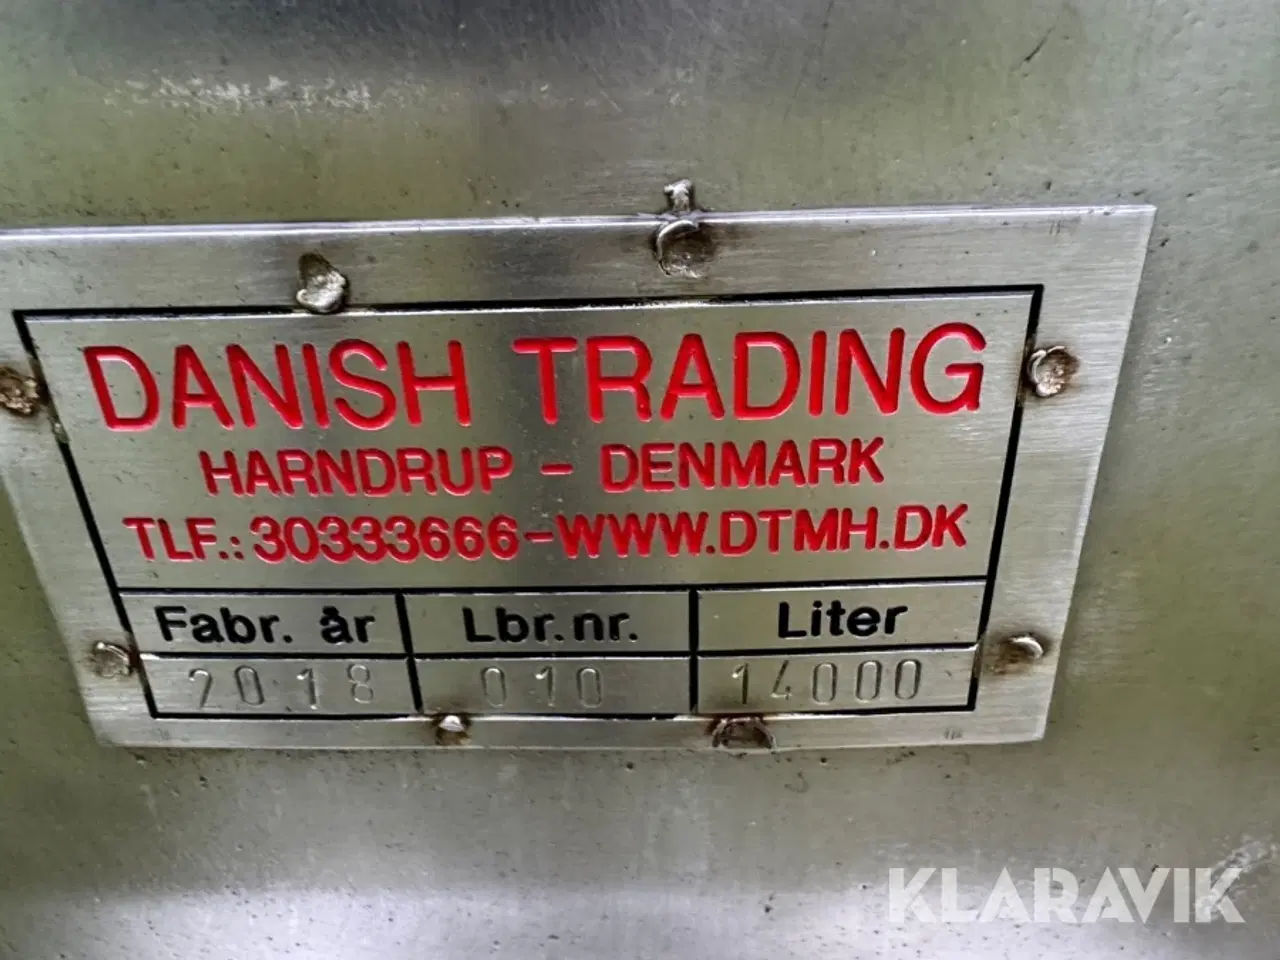 DANISH TRADING
HARNDRUP - DENMARK
TLF.: 30333666-WWW.DTMH.DK
Fabr. år Lbr.nr. Liter
2018 010 14000
KLARAVIK